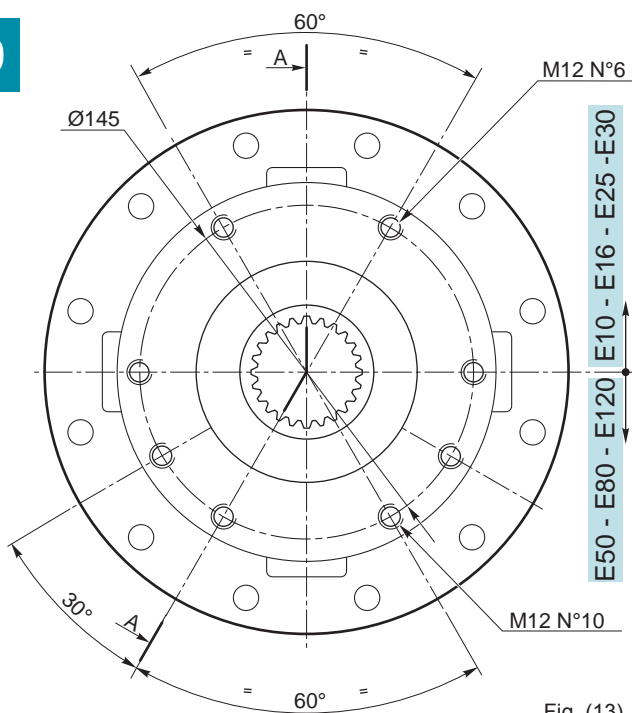 60°
=
=
A
M12 N°6
Ø145
E10 - E16 - E25 -E30
E50 - E80 - E120
30°
A
M12 N°10
=
=
60°